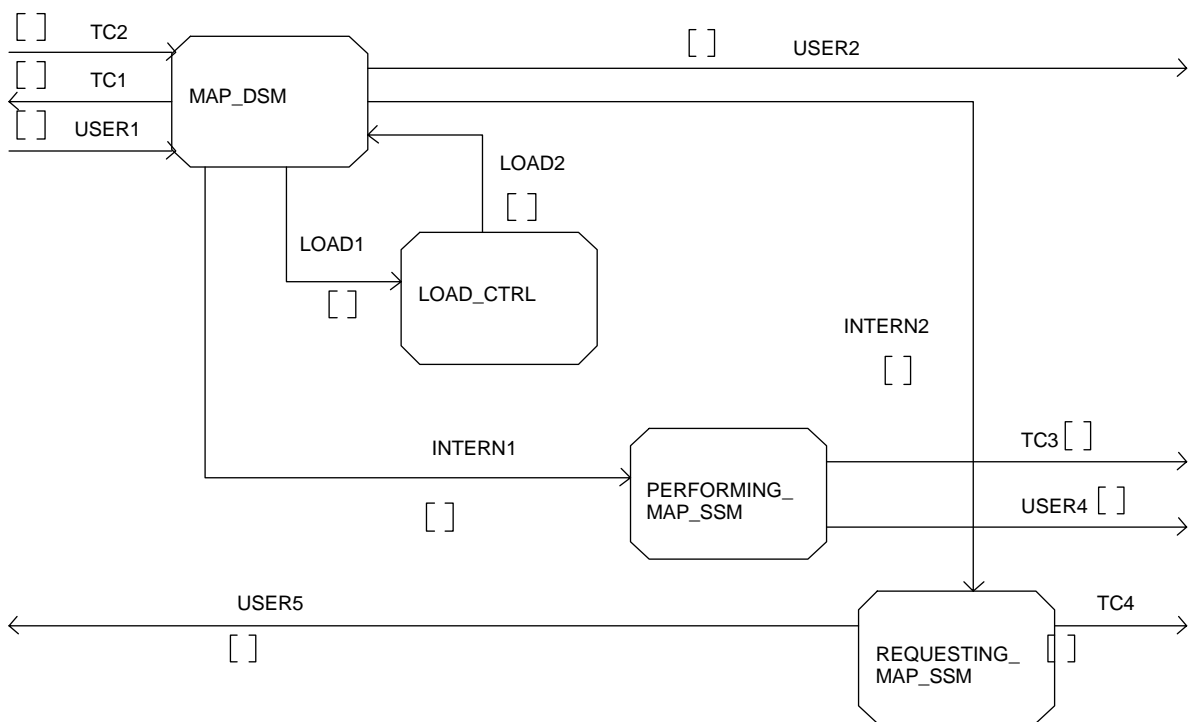 [ ] TC2
[ ] USER2
[ ] TC1
MAP_DSM
[ ] USER1
LOAD2
[ ]
LOAD1
LOAD_CTRL
[ ]
INTERN2
[ ]
INTERN1
TC3 [ ]
PERFORMING_
MAP_SSM
USER4 [ ]
[ ]
USER5
TC4
[ ]
REQUESTING_
MAP_SSM
[ ]